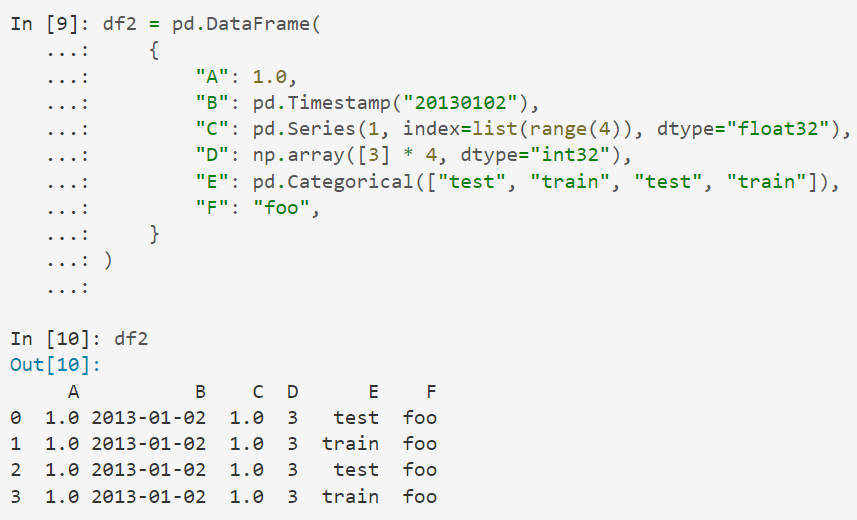 In [9]: df2 = pd.DataFrame(
   ...:     {
   ...:         "A": 1.0,
   ...:         "B": pd.Timestamp("20130102"),
   ...:         "C": pd.Series(1, index=list(range(4)), dtype="float32"),
   ...:         "D": np.array([3] * 4, dtype="int32"),
   ...:         "E": pd.Categorical(["test", "train", "test", "train"]),
   ...:         "F": "foo",
   ...:     }
   ...: )
   ...:
In [10]: df2
Out[10]:
     A          B    C  D      E    F
0  1.0 2013-01-02  1.0  3   test  foo
1  1.0 2013-01-02  1.0  3  train  foo
2  1.0 2013-01-02  1.0  3   test  foo
3  1.0 2013-01-02  1.0  3  train  foo